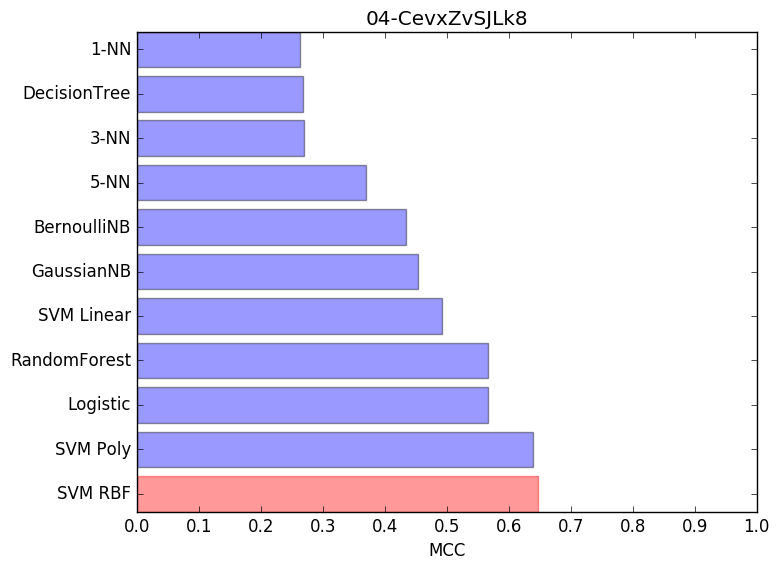 04-CevxZvSJLk8
1-NN
DecisionTree
3-NN
5-NN
BernoulliNB
GaussianNB
SVM Linear
RandomForest
Logistic
SVM Poly
SVM RBF
0.0 0.1 0.2 0.3 0.4 0.5 0.6 0.7 0.8 0.9 1.0
MCC